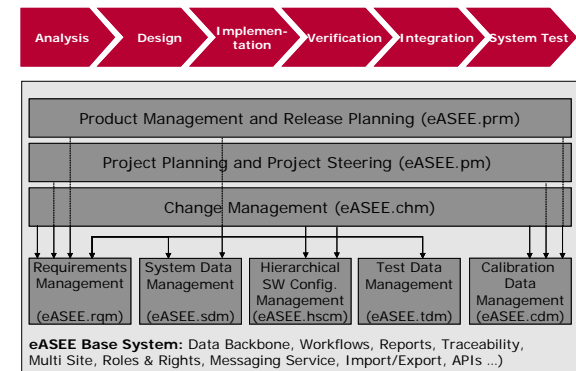 Analysis
Design
Implemen-
tation
Verification
Integration
System Test
Product Management and Release Planning (eASEE.prm)
Project Planning and Project Steering (eASEE.pm)
Change Management (eASEE.chm)
Requirements
Management
(eASEE.rqm)
System Data
Management
(eASEE.sdm)
Hierarchical
SW Config.
Management
(eASEE.hscm)
Test Data
Management
(eASEE.tdm)
Calibration
Data
Management
(eASEE.cdm)
eASEE Base System: Data Backbone, Workflows, Reports, Traceability,
Multi Site, Roles & Rights, Messaging Service, Import/Export, APIs ...)